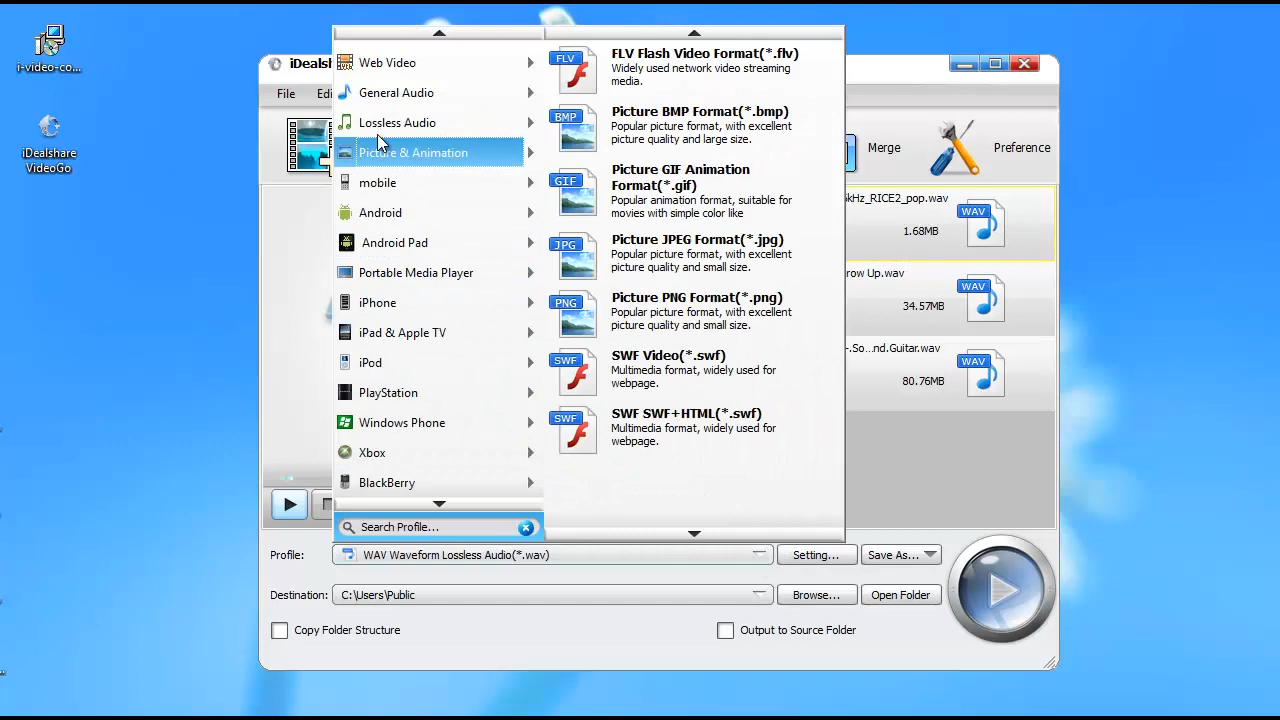 i-video-co...
iDealshare
VideoGo
iDealsh
File
Edi
Merge
Preference
Web Video
General Audio
Lossless Audio
Picture & Animation
mobile
Android
Android Pad
Portable Media Player
iPhone
iPad & Apple TV
iPod
PlayStation
Windows Phone
Xbox
BlackBerry
Search Profile...
FLV
FLV Flash Video Format(*.flv)
Widely used network video streaming
media.
BMP
Picture BMP Format(*.bmp)
Popular picture format, with excellent
picture quality and large size.
GIF
Picture GIF Animation
Format(*.gif)
Popular animation format, suitable for
movies with simple color like
JPG
Picture JPEG Format(*.jpg)
Popular picture format, with excellent
picture quality and small size.
PNG
Picture PNG Format(*.png)
Popular picture format, with excellent
picture quality and small size.
SWF
SWF Video(*.swf)
Multimedia format, widely used for
webpage.
SWF
SWF SWF+HTML(*.swf)
Multimedia format, widely used for
webpage.
kHz_RICE2_pop.wav
1.68MB
WAV
row Up.wav
34.57MB
WAV
-.So...nd.Guitar.wav
80.76MB
WAV
Profile:
WAV Waveform Lossless Audio(*.wav)
Setting...
Save As...
Destination:
C:\Users\Public
Browse...
Open Folder
Copy Folder Structure
Output to Source Folder